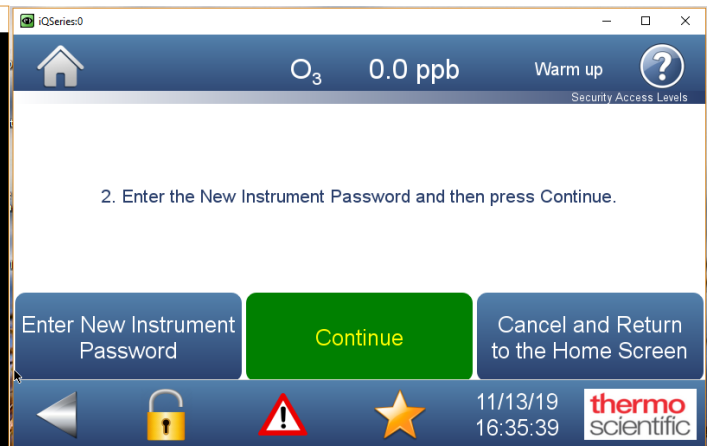 iQSeries:0
O3 0.0 ppb Warm up ?
Security Access Levels
2. Enter the New Instrument Password and then press Continue.
Enter New Instrument
Password
Continue
Cancel and Return
to the Home Screen
11/13/19
16:35:39
thermo
scientific